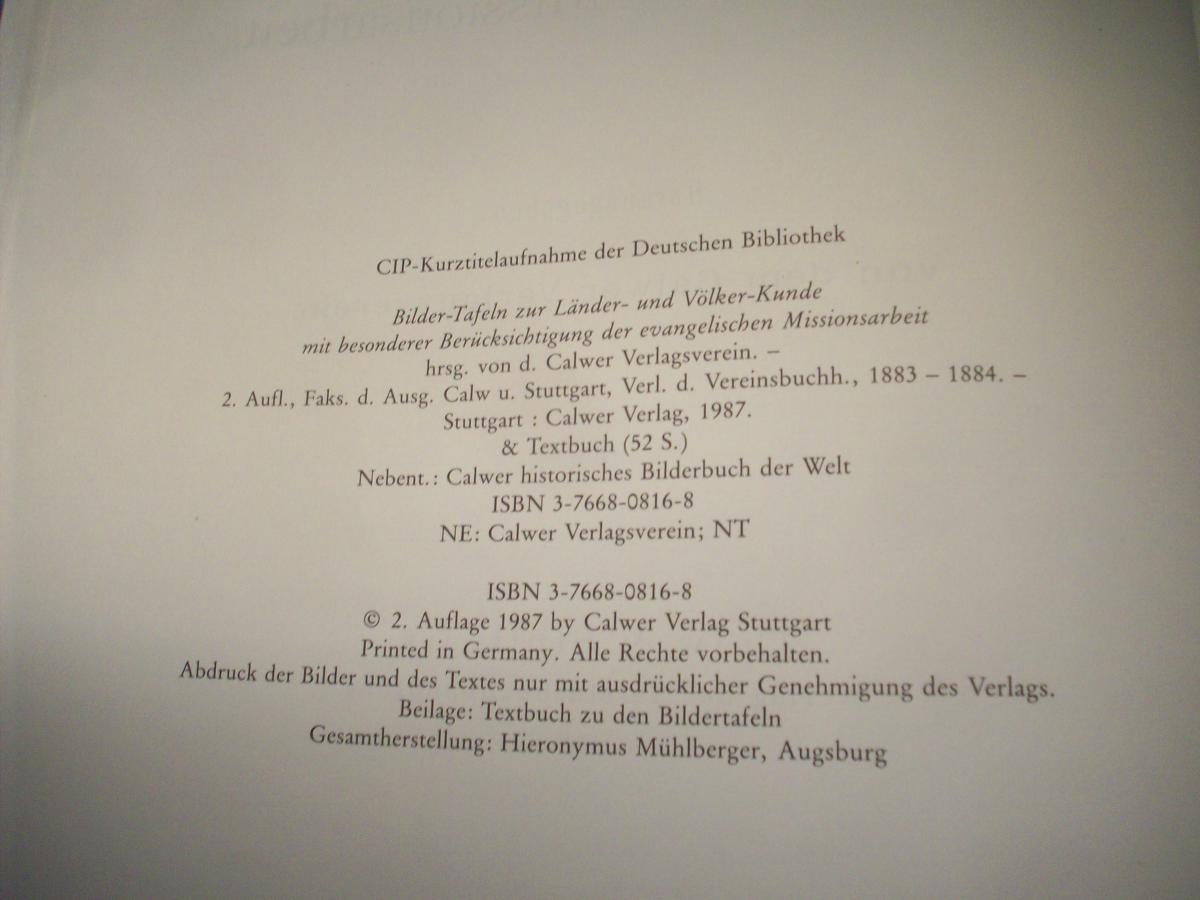 CIP-Kurztitelaufnahme der Deutschen Bibliothek
Bilder-Tafeln zur Länder- und Völker-Kunde
mit besonderer Berücksichtigung der evangelischen Missionsarbeit
hrsg. von d. Calwer Verlagsverein. –
2. Aufl., Faks. d. Ausg. Calw u. Stuttgart, Verl. d. Vereinsbuchh., 1883 – 1884. –
Stuttgart : Calwer Verlag, 1987.
& Textbuch (52 S.)
Nebent.: Calwer historisches Bilderbuch der Welt
ISBN 3-7668-0816-8
NE: Calwer Verlagsverein; NT
ISBN 3-7668-0816-8
© 2. Auflage 1987 by Calwer Verlag Stuttgart
Printed in Germany. Alle Rechte vorbehalten.
Abdruck der Bilder und des Textes nur mit ausdrücklicher Genehmigung des Verlags.
Beilage: Textbuch zu den Bildertafeln
Gesamtherstellung: Hieronymus Mühlberger, Augsburg